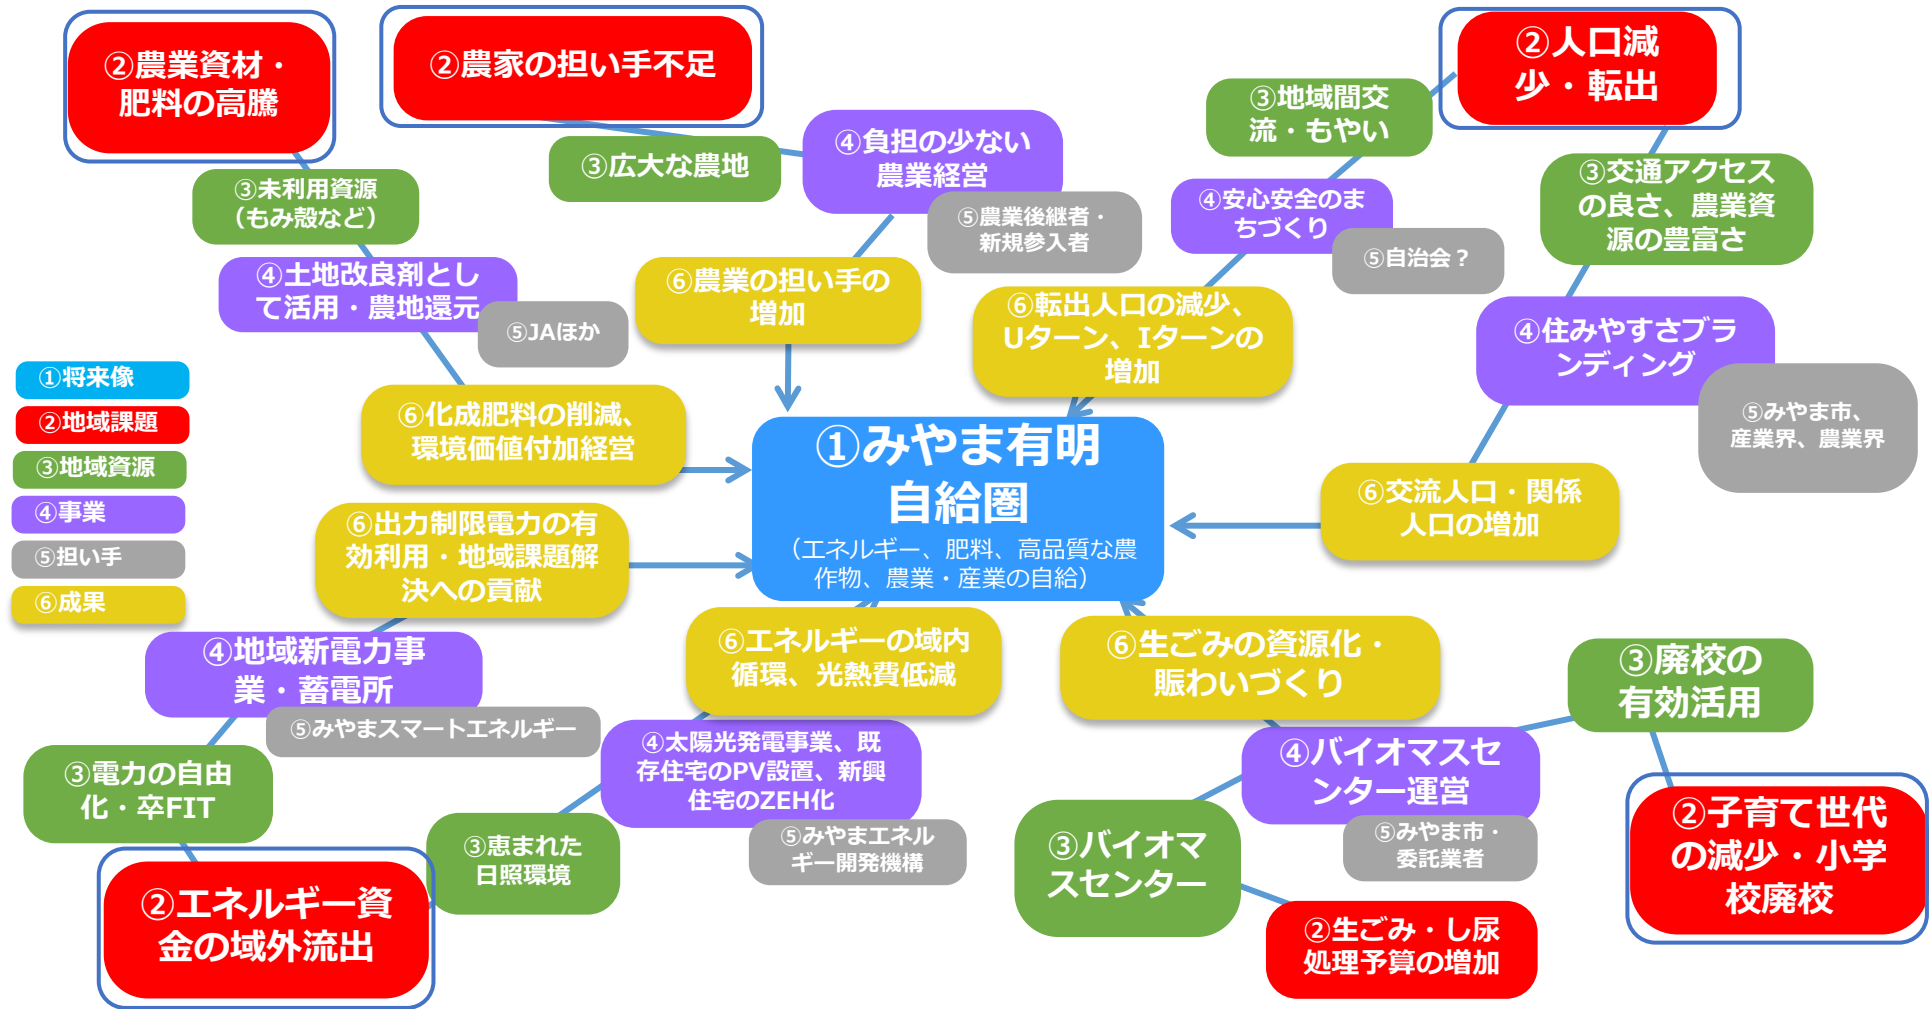 ②農業資材・
肥料の高騰
②農家の担い手不足
②人口減
少・転出
③地域間交
流・もやい
③広大な農地
④負担の少ない
農業経営
③未利用資源
（もみ殻など）
③交通アクセス
の良さ、農業資
源の豊富さ
④安心安全のま
ちづくり
⑤農業後継者・
新規参入者
⑤自治会？
④土地改良剤とし
て活用・農地還元
⑤JAほか
⑥農業の担い手の
増加
⑥転出人口の減少、
Uターン、Iターンの
増加
④住みやすさブラ
ンディング
⑤みやま市、
産業界、農業界
①将来像
②地域課題
③地域資源
④事業
⑤担い手
⑥成果
⑥化成肥料の削減、
環境価値付加経営
①みやま有明
自給圏
（エネルギー、肥料、高品質な農
作物、農業・産業の自給）
⑥交流人口・関係
人口の増加
⑥出力制限電力の有
効利用・地域課題解
決への貢献
④地域新電力事
業・蓄電所
⑤みやまスマートエネルギー
⑥エネルギーの域内
循環、光熱費低減
⑥生ごみの資源化・
賑わいづくり
③廃校の
有効活用
③電力の自由
化・卒FIT
④太陽光発電事業、既
存住宅のPV設置、新興
住宅のZEH化
⑤みやまエネル
ギー開発機構
④バイオマスセ
ンター運営
⑤みやま市・
委託業者
③恵まれた
日照環境
③バイオマ
スセンター
②子育て世代
の減少・小学
校廃校
②エネルギー資
金の域外流出
②生ごみ・し尿
処理予算の増加